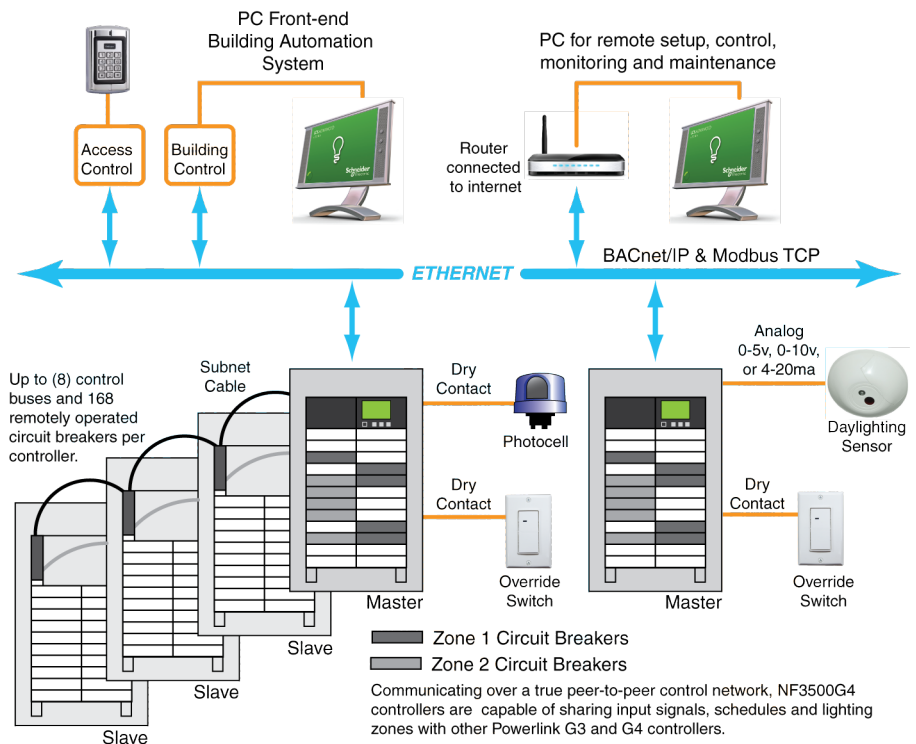 PC Front-end
Building Automation
System
PC for remote setup, control,
monitoring and maintenance
Access
Control
Building
Control
Schneider
Electric
Router
connected
to internet
Schneider
Electric
BACnet/IP & Modbus TCP
ETHERNET
Up to (8) control
buses and 168
remotely operated
circuit breakers per
controller.
Subnet
Cable
Dry
Contact
Photocell
Dry
Contact
Override
Switch
Analog
0-5v, 0-10v,
or 4-20ma
Daylighting
Sensor
Dry
Contact
Override
Switch
Master
Master
Slave
Slave
Slave
Zone 1 Circuit Breakers
Zone 2 Circuit Breakers
Communicating over a true peer-to-peer control network, NF3500G4
controllers are capable of sharing input signals, schedules and lighting
zones with other Powerlink G3 and G4 controllers.